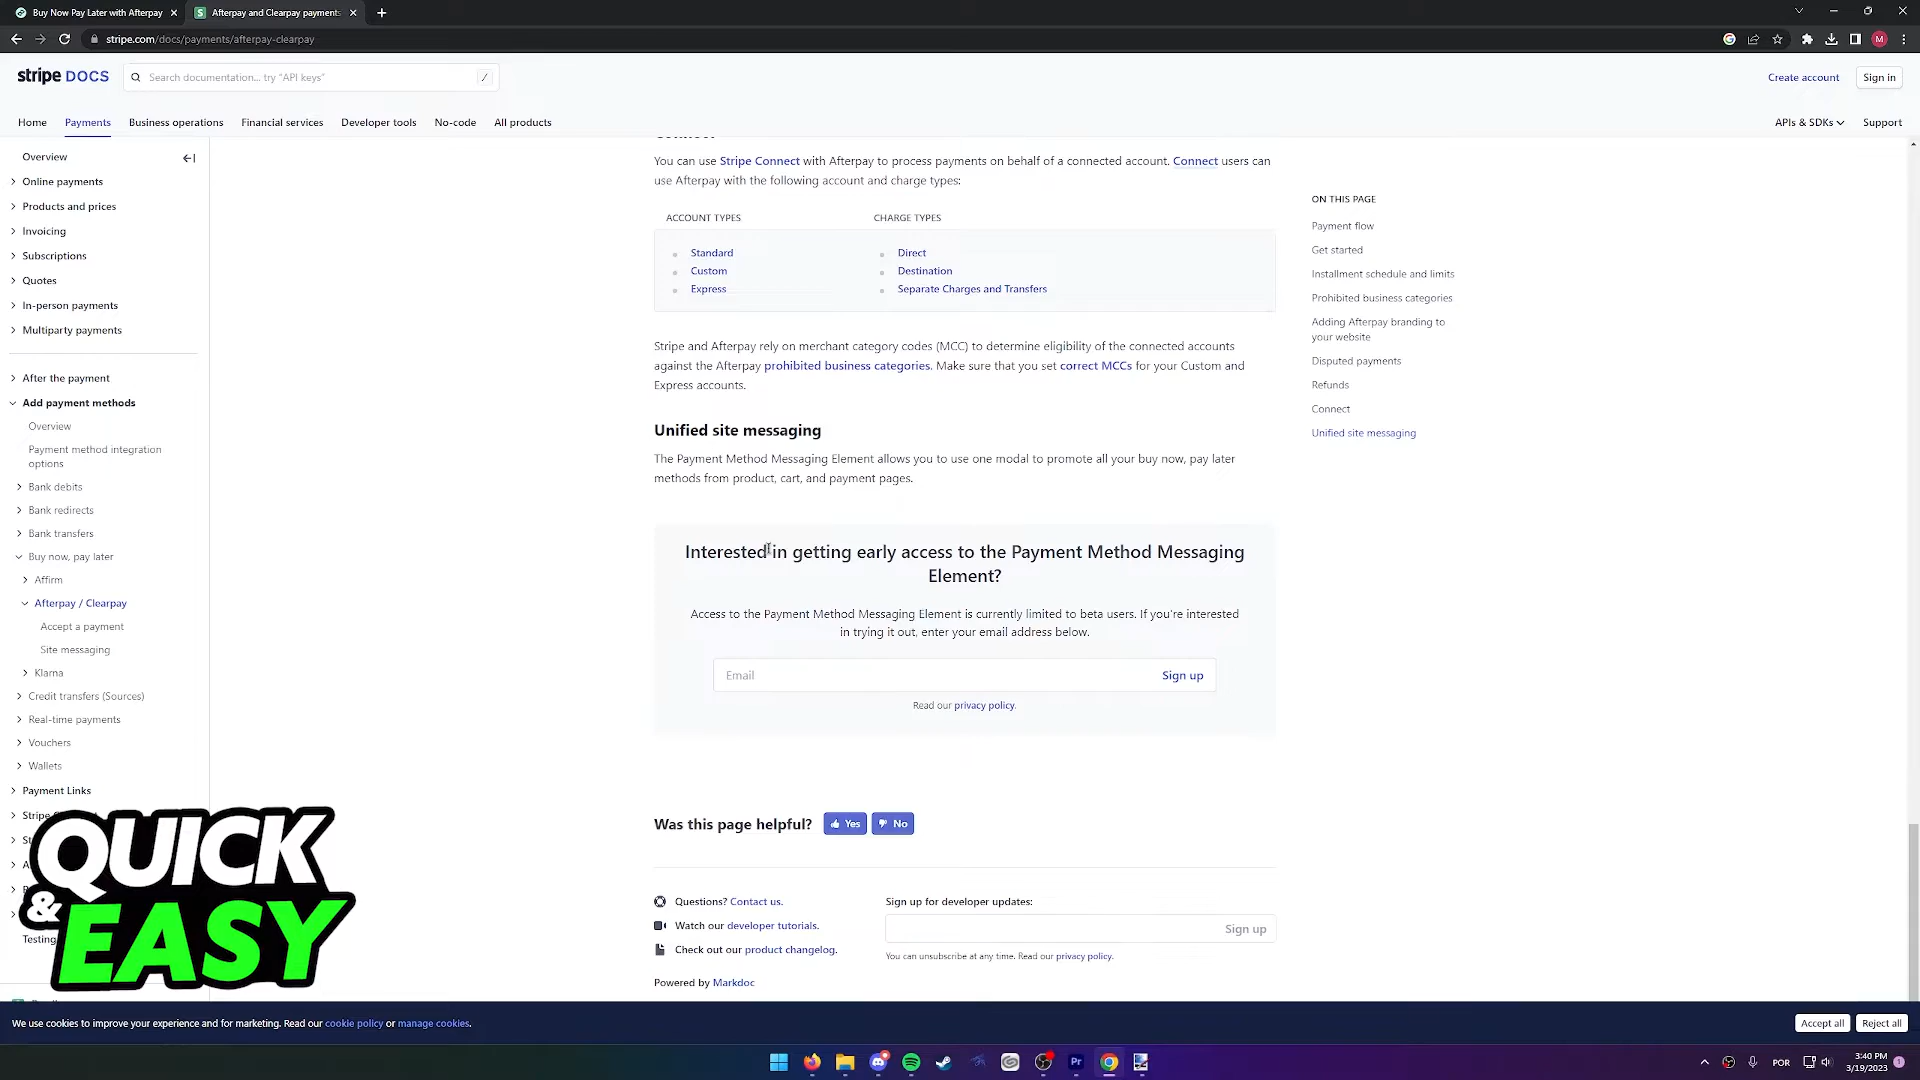 Buy Now Pay Later with Afterpay
Afterpay and Clearpay payments
stripe.com/docs/payments/afterpay-clearpay
M
stripe DOCS
Search documentation... try "API keys"
/
Create account
Sign in
Home
Payments
Business operations
Financial services
Developer tools
No-code
All products
APIs & SDKs
Support
Overview
Online payments
Products and prices
Invoicing
Subscriptions
Quotes
In-person payments
Multiparty payments
After the payment
Add payment methods
Overview
Payment method integration
options
Bank debits
Bank redirects
Bank transfers
Buy now, pay later
Affirm
Afterpay / Clearpay
Accept a payment
Site messaging
Klarna
Credit transfers (Sources)
Real-time payments
Vouchers
Wallets
Payment Links
Stripe
Testing
You can use Stripe Connect with Afterpay to process payments on behalf of a connected account. Connect users can
use Afterpay with the following account and charge types:
ACCOUNT TYPES
CHARGE TYPES
Standard
Custom
Express
Direct
Destination
Separate Charges and Transfers
Stripe and Afterpay rely on merchant category codes (MCC) to determine eligibility of the connected accounts
against the Afterpay prohibited business categories. Make sure that you set correct MCCs for your Custom and
Express accounts.
Unified site messaging
The Payment Method Messaging Element allows you to use one modal to promote all your buy now, pay later
methods from product, cart, and payment pages.
Interested in getting early access to the Payment Method Messaging
Element?
Access to the Payment Method Messaging Element is currently limited to beta users. If you're interested
in trying it out, enter your email address below.
Email
Sign up
Read our privacy policy.
Was this page helpful?
Yes
No
Questions? Contact us.
Watch our developer tutorials.
Check out our product changelog.
Powered by Markdoc
Sign up for developer updates:
Sign up
You can unsubscribe at any time. Read our privacy policy.
ON THIS PAGE
Payment flow
Get started
Installment schedule and limits
Prohibited business categories
Adding Afterpay branding to
your website
Disputed payments
Refunds
Connect
Unified site messaging
QUICK
& EASY
We use cookies to improve your experience and for marketing. Read our cookie policy or manage cookies.
Accept all
Reject all
Pr
POR
3:40 PM
3/19/2023
1